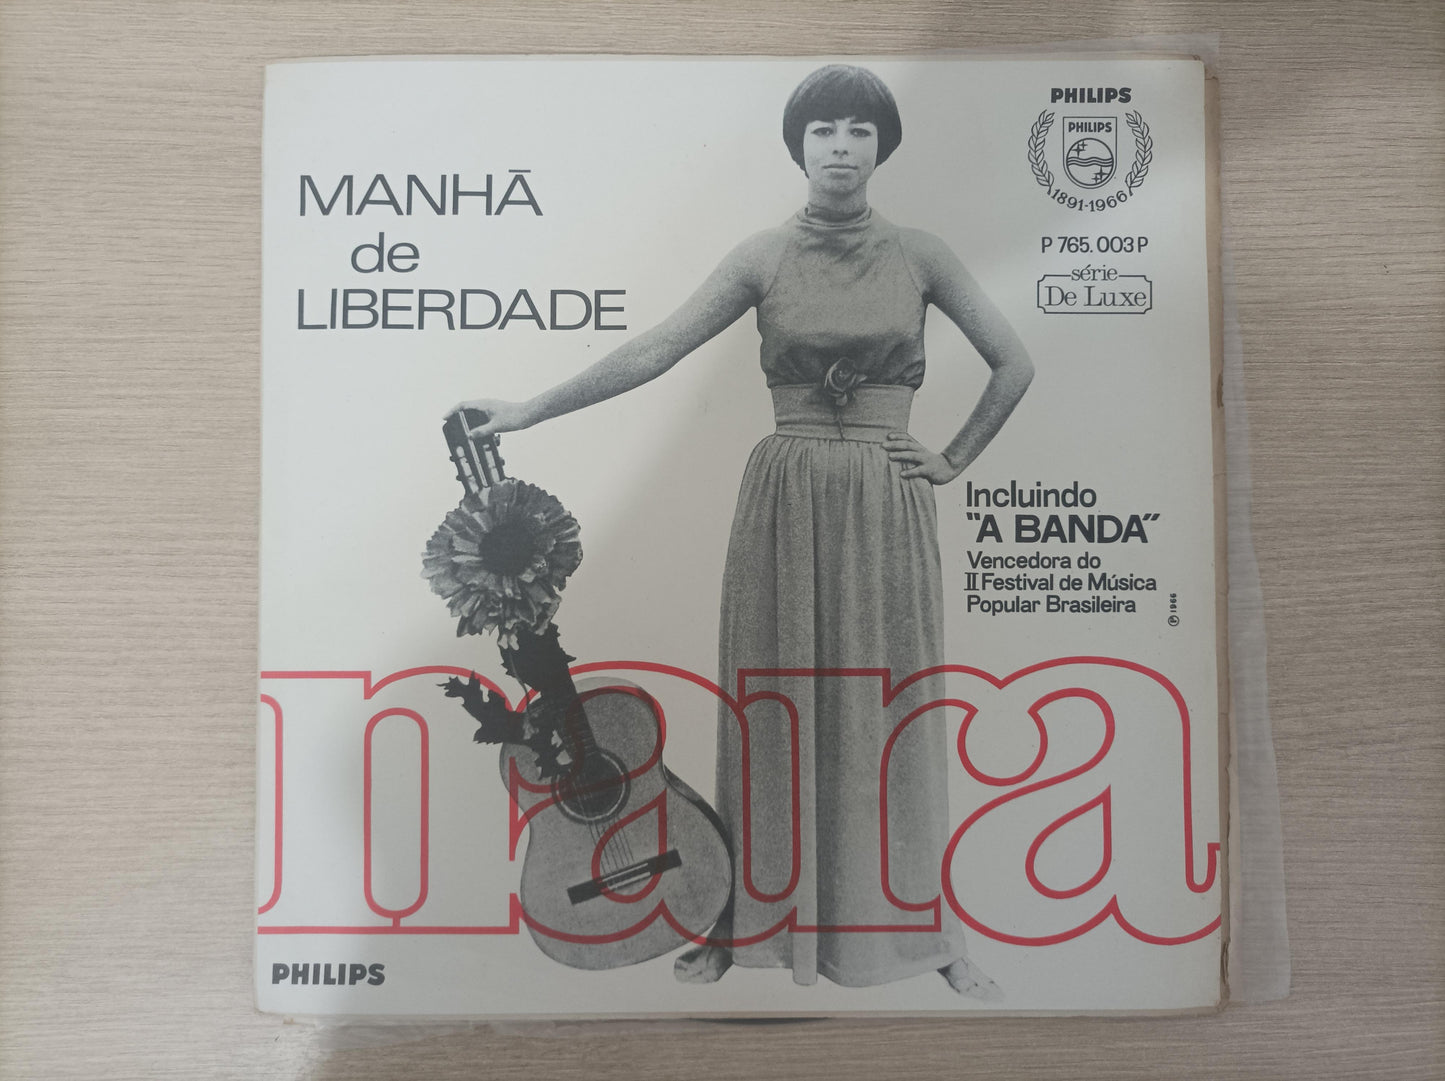 MANHÃ
de
LIBERDADE
PHILIPS
PHILIPS
1891-1966
P 765.003 P
série
De Luxe
Incluindo
"A BANDA"
Vencedora do
II Festival de Música
Popular Brasileira
℗ 1966
nara
PHILIPS